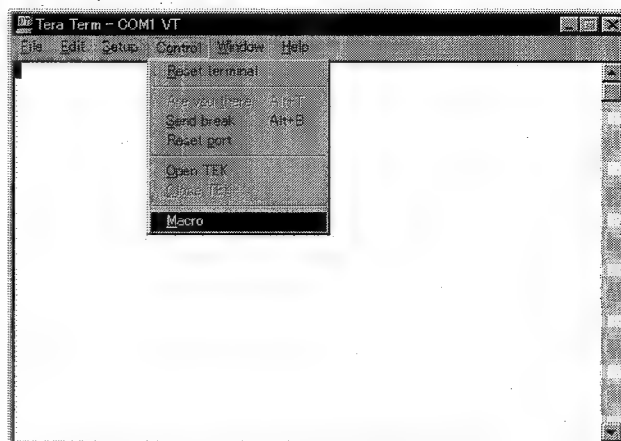 Tera Term - COM1 VT
File Edit Setup Control Window Help
Reset terminal
Are you there Alt+T
Send break Alt+B
Reset port
Open TEK
Close TEK
Macro